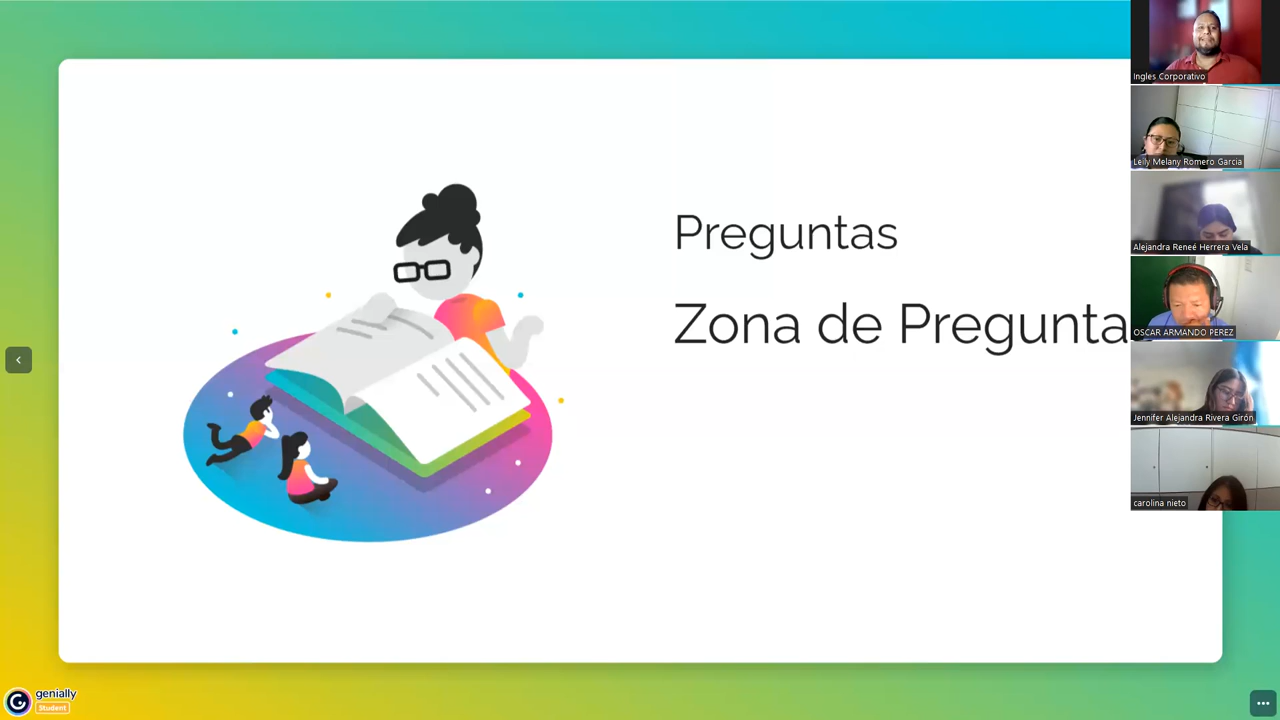 Preguntas
Zona de Pregunta
Ingles Corporativo
Leily Melany Romero García
Alejandra Reneé Herrera Vela
OSCAR ARMANDO PEREZ
Jennifer Alejandra Rivera Girón
carolina nieto
genially
Student